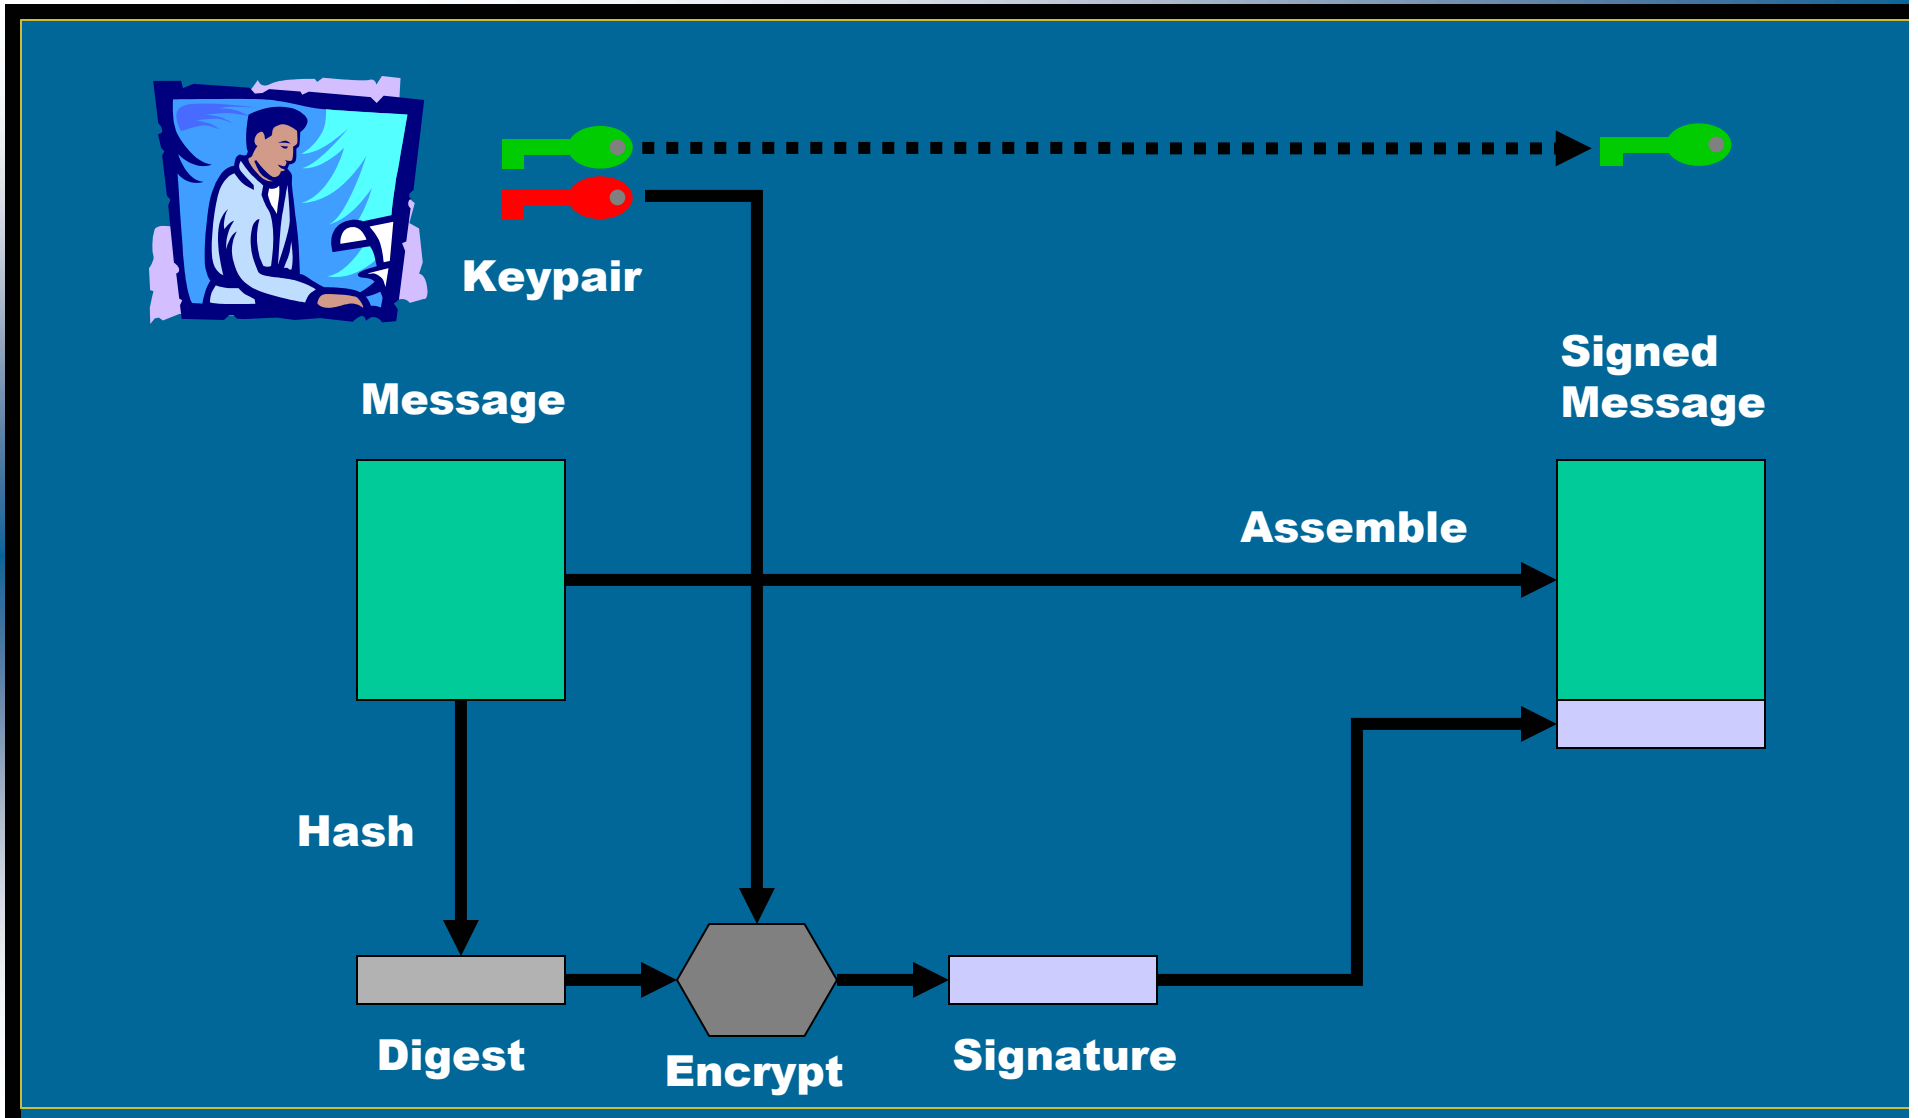 Keypair
Message
Signed
Message
Assemble
Hash
Digest
Encrypt
Signature